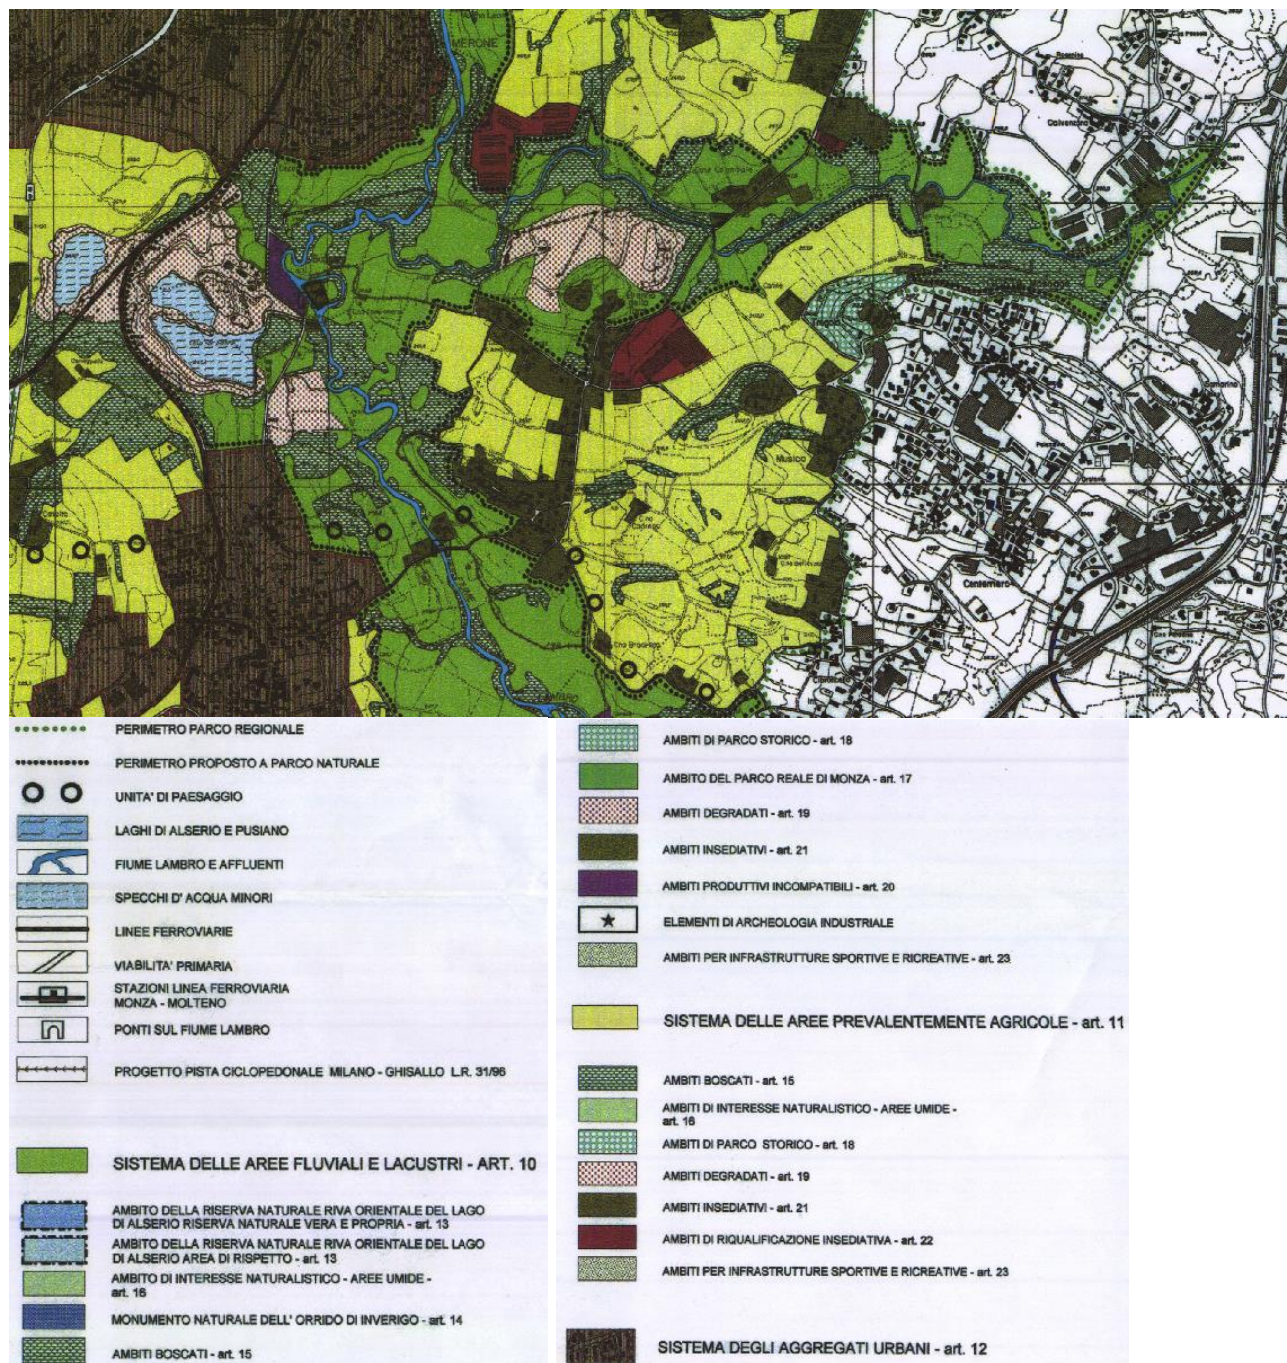 MERONE
Calvenzana
Musico
Centemero
PERIMETRO PARCO REGIONALE
PERIMETRO PROPOSTO A PARCO NATURALE
UNITA' DI PAESAGGIO
LAGHI DI ALSERIO E PUSIANO
FIUME LAMBRO E AFFLUENTI
SPECCHI D' ACQUA MINORI
LINEE FERROVIARIE
VIABILITA' PRIMARIA
STAZIONI LINEA FERROVIARIA
MONZA - MOLTENO
PONTI SUL FIUME LAMBRO
PROGETTO PISTA CICLOPEDONALE MILANO - GHISALLO L.R. 31/96
SISTEMA DELLE AREE FLUVIALI E LACUSTRI - ART. 10
AMBITO DELLA RISERVA NATURALE RIVA ORIENTALE DEL LAGO
DI ALSERIO RISERVA NATURALE VERA E PROPRIA - art. 13
AMBITO DELLA RISERVA NATURALE RIVA ORIENTALE DEL LAGO
DI ALSERIO AREA DI RISPETTO - art. 13
AMBITO DI INTERESSE NATURALISTICO - AREE UMIDE -
art. 16
MONUMENTO NATURALE DELL' ORRIDO DI INVERIGO - art. 14
AMBITI BOSCATI - art. 15
AMBITI DI PARCO STORICO - art. 18
AMBITO DEL PARCO REALE DI MONZA - art. 17
AMBITI DEGRADATI - art. 19
AMBITI INSEDIATIVI - art. 21
AMBITI PRODUTTIVI INCOMPATIBILI - art. 20
ELEMENTI DI ARCHEOLOGIA INDUSTRIALE
AMBITI PER INFRASTRUTTURE SPORTIVE E RICREATIVE - art. 23
SISTEMA DELLE AREE PREVALENTEMENTE AGRICOLE - art. 11
AMBITI BOSCATI - art. 15
AMBITI DI INTERESSE NATURALISTICO - AREE UMIDE -
art. 16
AMBITI DI PARCO STORICO - art. 18
AMBITI DEGRADATI - art. 19
AMBITI INSEDIATIVI - art. 21
AMBITI DI RIQUALIFICAZIONE INSEDIATIVA - art. 22
AMBITI PER INFRASTRUTTURE SPORTIVE E RICREATIVE - art. 23
SISTEMA DEGLI AGGREGATI URBANI - art. 12